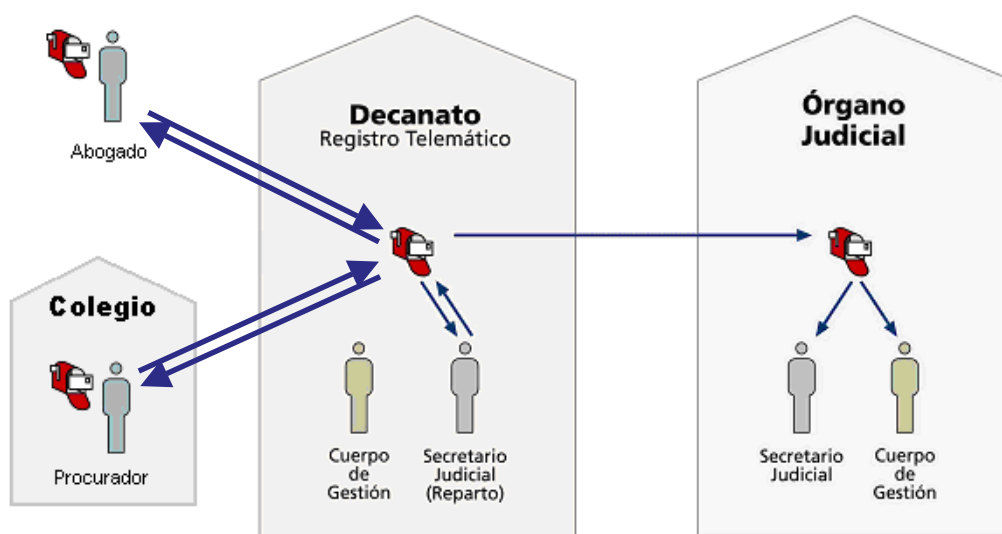 Abogado
Colegio
Procurador
Decanato
Registro Telemático
Cuerpo
de
Gestión
Secretario
Judicial
(Reparto)
Órgano
Judicial
Secretario
Judicial
Cuerpo
de
Gestión